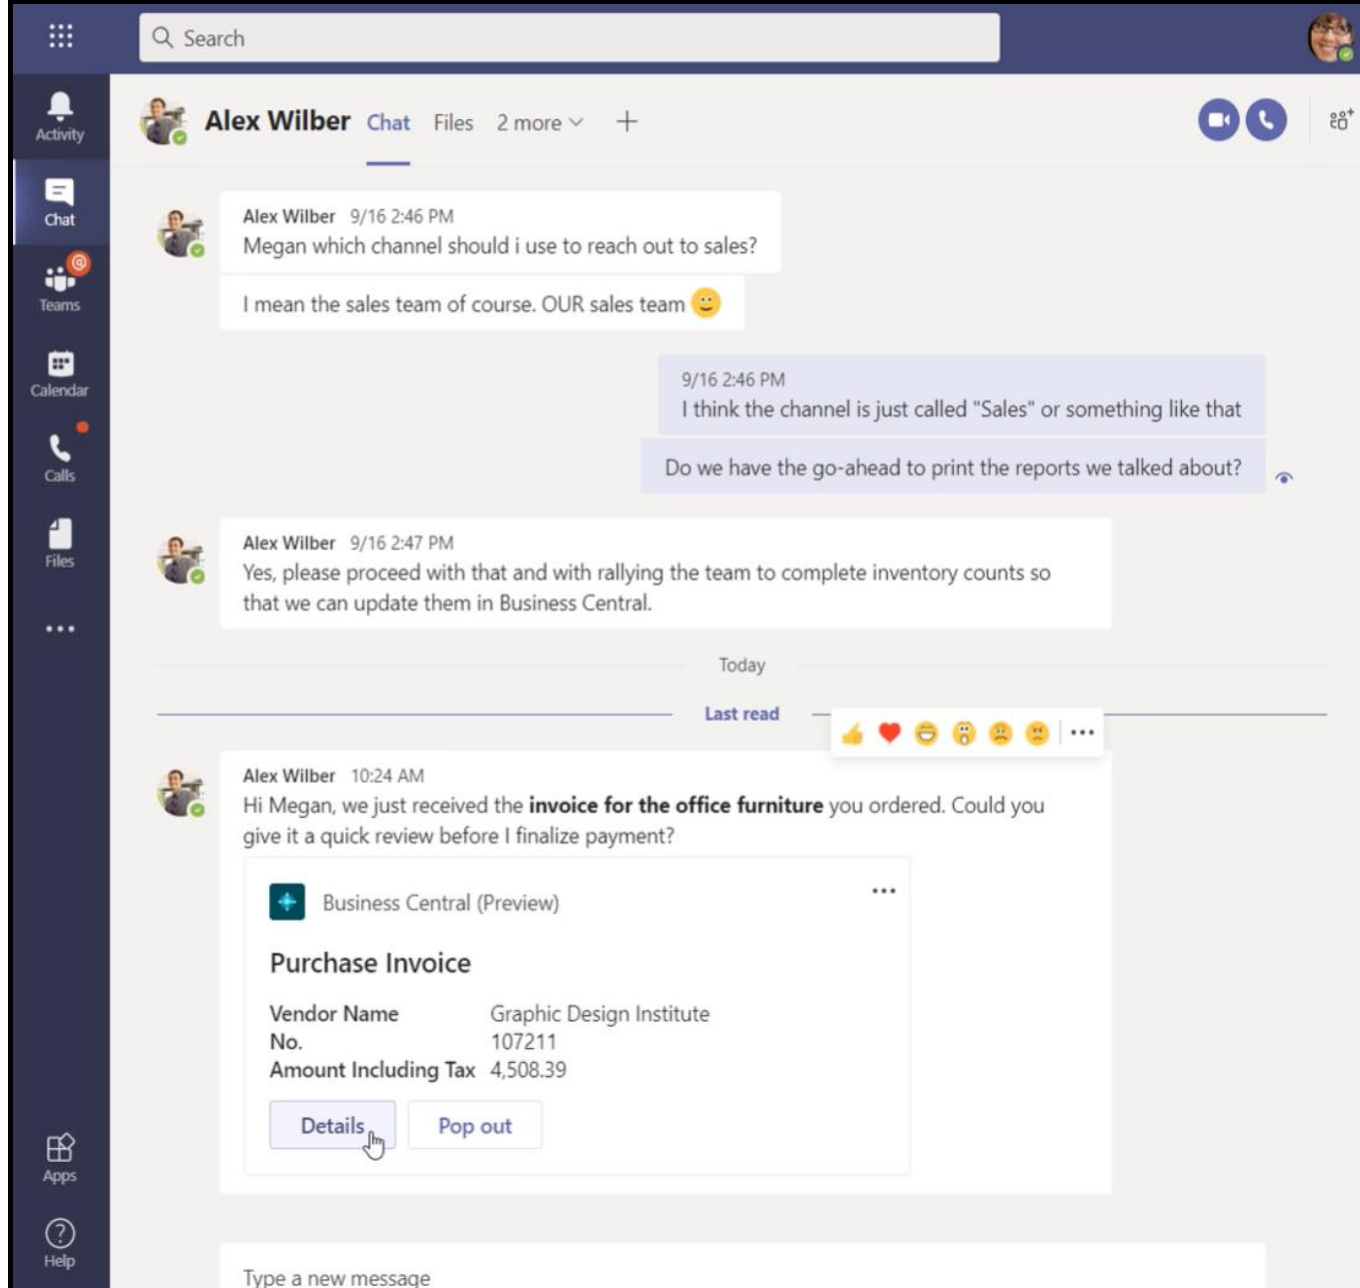 Search
Activity
Chat
Teams
Calendar
Calls
Files
Apps
Help
Alex Wilber Chat Files 2 more
Alex Wilber 9/16 2:46 PM
Megan which channel should i use to reach out to sales?
I mean the sales team of course. OUR sales team
9/16 2:46 PM
I think the channel is just called "Sales" or something like that
Do we have the go-ahead to print the reports we talked about?
Alex Wilber 9/16 2:47 PM
Yes, please proceed with that and with rallying the team to complete inventory counts so
that we can update them in Business Central.
Today
Last read
Alex Wilber 10:24 AM
Hi Megan, we just received the invoice for the office furniture you ordered. Could you
give it a quick review before I finalize payment?
Business Central (Preview)
Purchase Invoice
Vendor Name Graphic Design Institute
No. 107211
Amount Including Tax 4,508.39
Details Pop out
Type a new message